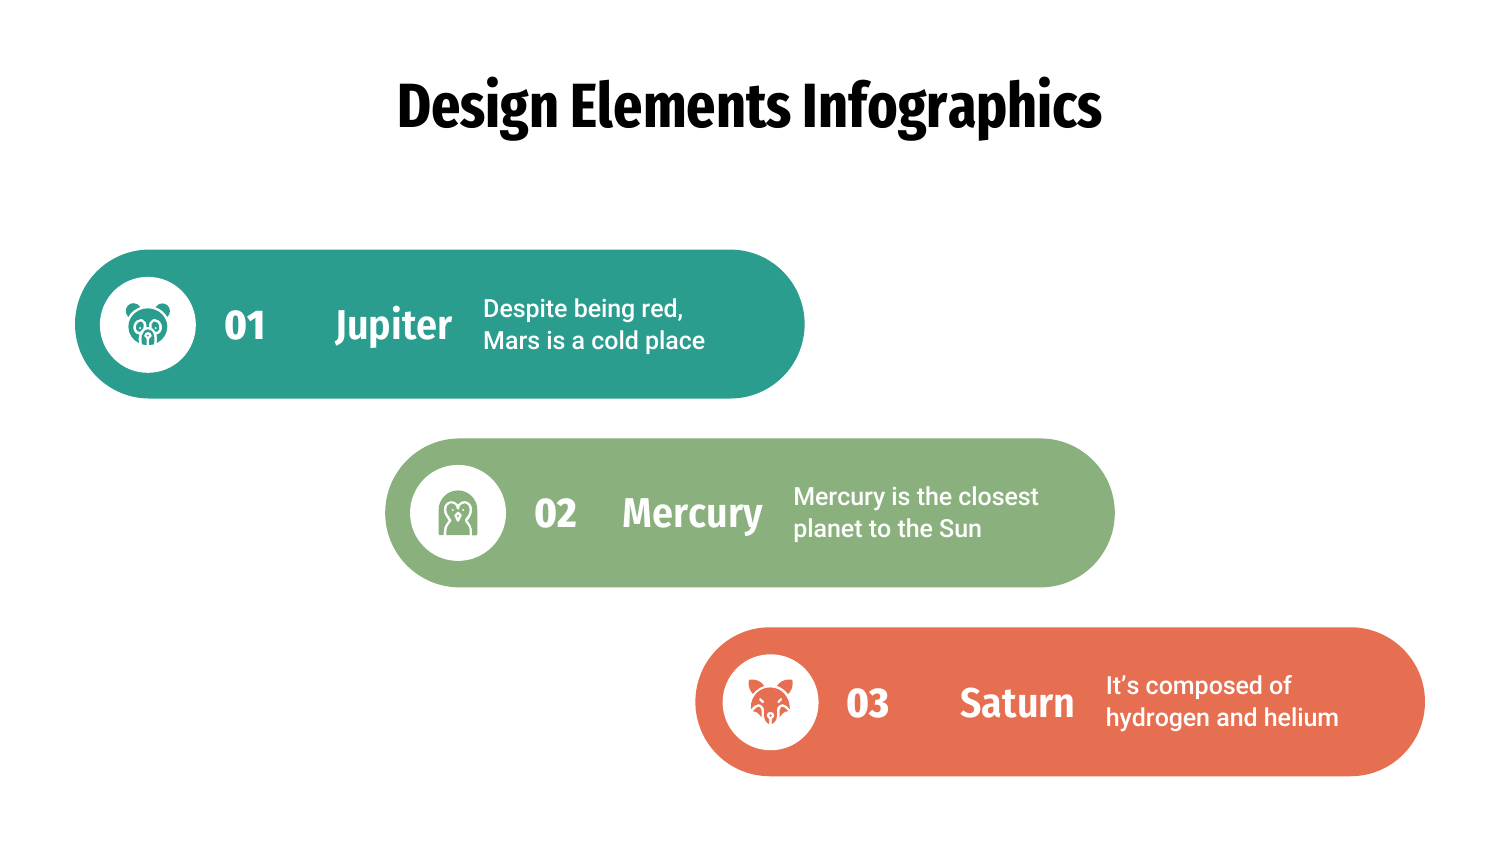 Design Elements Infographics
01
Jupiter
Despite being red,
Mars is a cold place
02
Mercury
Mercury is the closest
planet to the Sun
03
Saturn
It’s composed of
hydrogen and helium